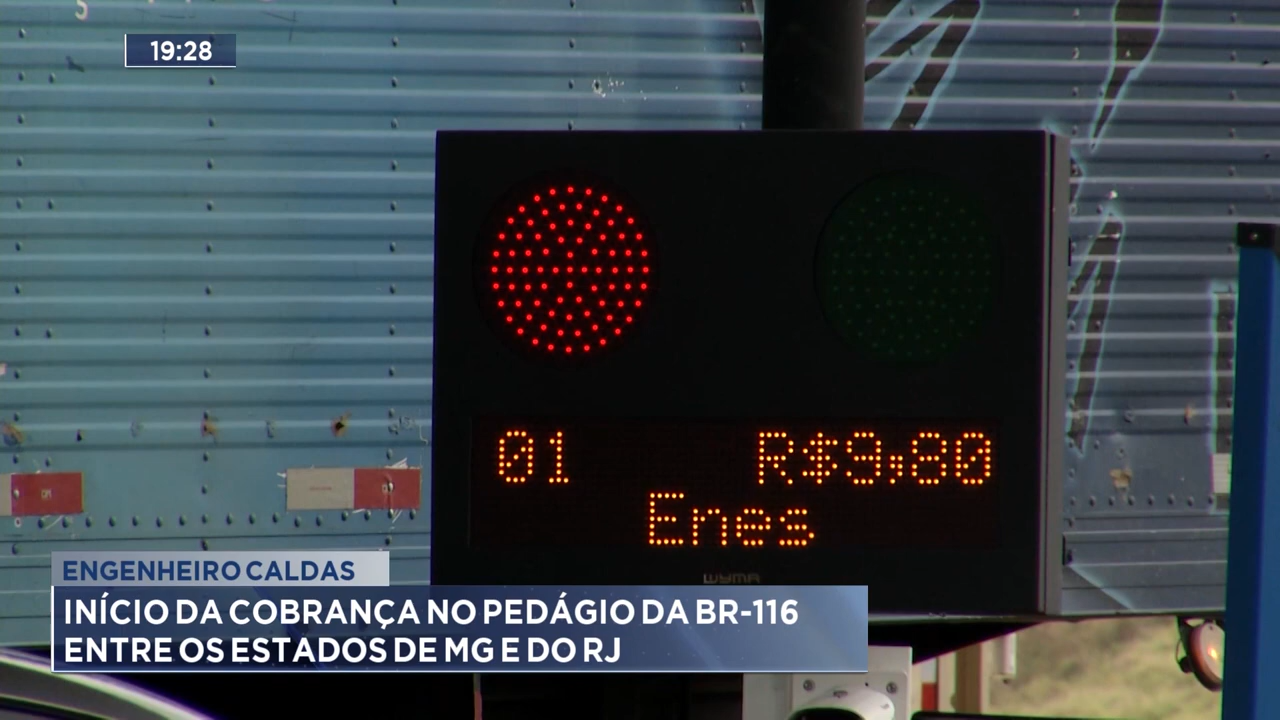 19:28
01 R$9,80
Enes
WYMA
ENGENHEIRO CALDAS
INÍCIO DA COBRANÇA NO PEDÁGIO DA BR-116
ENTRE OS ESTADOS DE MG E DO RJ